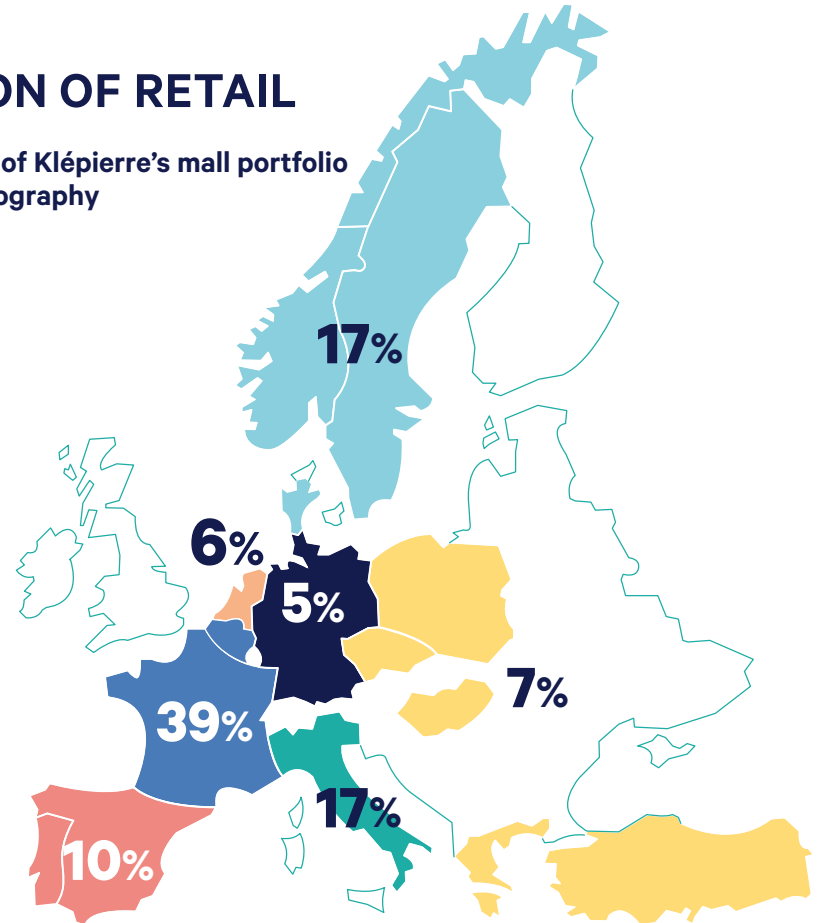 ON OF RETAIL
of Klépierre’s mall portfolio
ography
17%
6%
5%
7%
39%
17%
10%